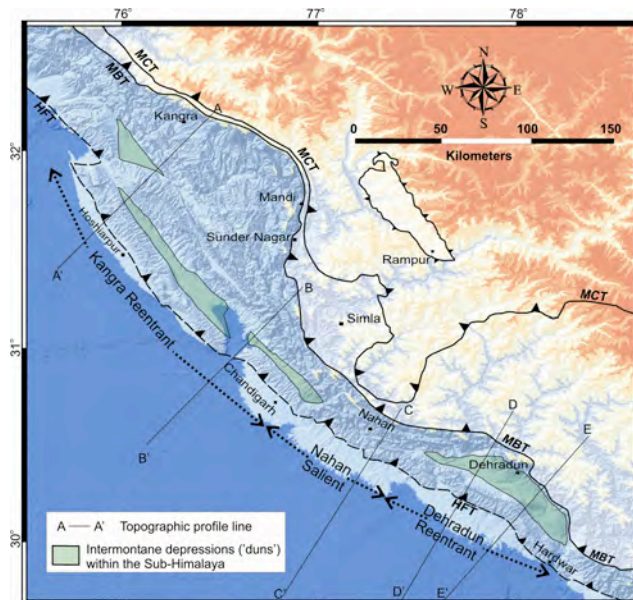 76°
77°
78°
MCT
MBT
HFT
A
Kangra
N
W E
S
0 50 100 150
Kilometers
32°
MCT
Mandi
Sunder Nagar
Rampur
Hoshiarpur
A'
Kangra Reentrant
B
MCT
Simla
31°
Chandigarh
C
Nahan
D
E
MBT
B'
Nahan
Salient
Dehradun
HFT
Dehradun
Reentrant
Hardwar
MBT
30°
A — A' Topographic profile line
Intermontane depressions ('duns')
within the Sub-Himalaya
C'
D'
E'